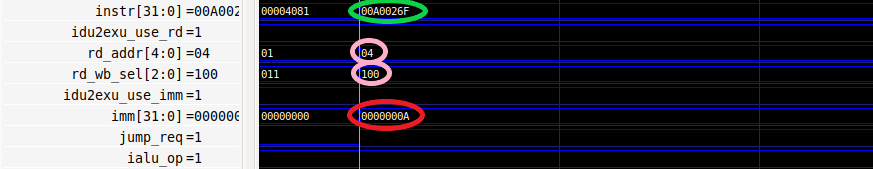 instr[31:0] =00A002 00004081 00A0026F
idu2exu_use_rd =1
rd_addr[4:0] =04 01 04
rd_wb_sel[2:0] =100 011 100
idu2exu_use_imm =1
imm[31:0] =000000 00000000 0000000A
jump_req =1
ialu_op =1